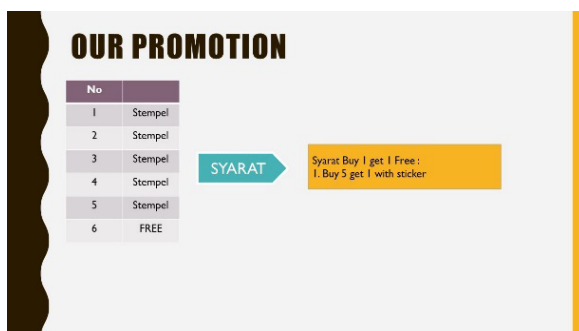 OUR PROMOTION
No
1 Stempel
2 Stempel
3 Stempel
4 Stempel
5 Stempel
6 FREE
SYARAT
Syarat Buy 1 get 1 Free :
1. Buy 5 get 1 with sticker